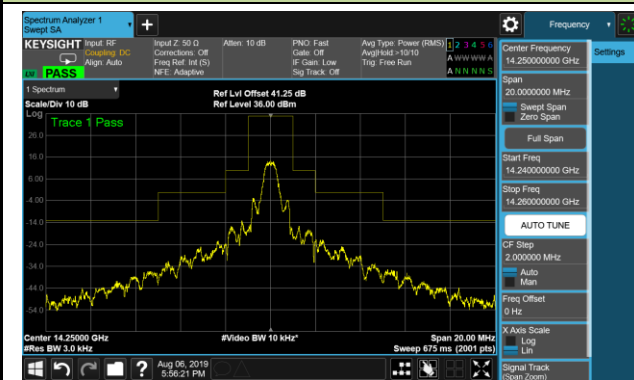 Spectrum Analyzer 1
Swept SA
+
Frequency
KEYSIGHT
Input: RF
Coupling: DC
Align: Auto
Input Z: 50 Ω
Corrections: Off
Freq Ref: Int (S)
NFE: Adaptive
Atten: 10 dB
PNO: Fast
Gate: Off
IF Gain: Low
Sig Track: Off
Avg Type: Power (RMS)
Avg|Hold:>10/10
Trig: Free Run
1 2 3 4 5 6
A W W W W A
A N N N N S
PASS
1 Spectrum
Scale/Div 10 dB
Ref Lvl Offset 41.25 dB
Ref Level 36.00 dBm
Log
Trace 1 Pass
26.0
16.0
6.00
-4.00
-14.0
-24.0
-34.0
-44.0
-54.0
Center 14.25000 GHz
#Res BW 3.0 kHz
#Video BW 10 kHz*
Span 20.00 MHz
Sweep 675 ms (2001 pts)
?
Aug 06, 2019
5:56:21 PM
Center Frequency
14.250000000 GHz
Settings
Span
20.0000000 MHz
Swept Span
Zero Span
Full Span
Start Freq
14.240000000 GHz
Stop Freq
14.260000000 GHz
AUTO TUNE
CF Step
2.000000 MHz
Auto
Man
Freq Offset
0 Hz
X Axis Scale
Log
Lin
Signal Track
(Span Zoom)